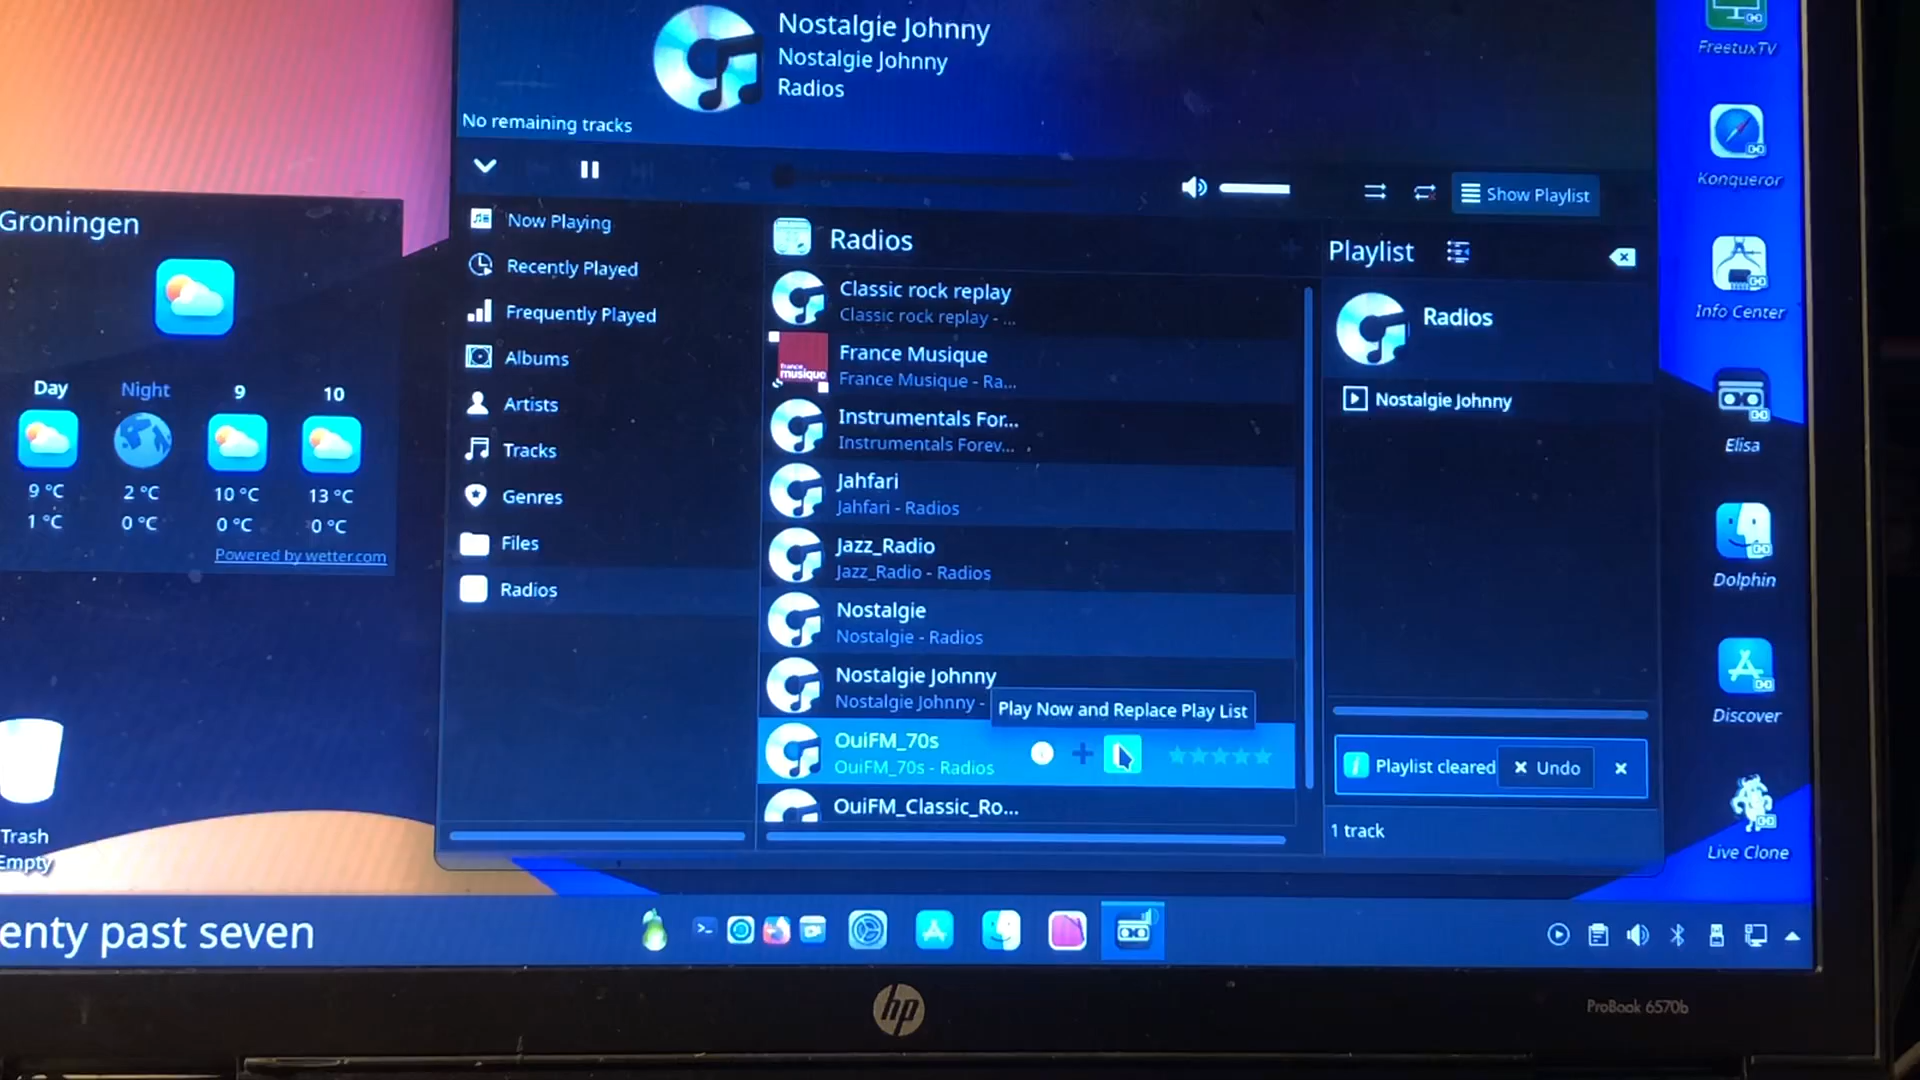 Nostalgie Johnny
Nostalgie Johnny
Radios
No remaining tracks
Show Playlist
Now Playing
Recently Played
Frequently Played
Albums
Artists
Tracks
Genres
Files
Radios
Radios
Classic rock replay
Classic rock replay - ...
France Musique
France Musique - Ra...
france
musique
Instrumentals For...
Instrumentals Forev...
Jahfari
Jahfari - Radios
Jazz_Radio
Jazz_Radio - Radios
Nostalgie
Nostalgie - Radios
Nostalgie Johnny
Nostalgie Johnny -
Play Now and Replace Play List
OuiFM_70s
OuiFM_70s - Radios
OuiFM_Classic_Ro...
Playlist
Radios
Nostalgie Johnny
Playlist cleared
Undo
1 track
Groningen
Day Night 9 10
9 °C 2 °C 10 °C 13 °C
1 °C 0 °C 0 °C 0 °C
Powered by wetter.com
Trash
Empty
FreetuxTV
Konqueror
Info Center
Elisa
Dolphin
Discover
Live Clone
enty past seven
hp
ProBook 6570b